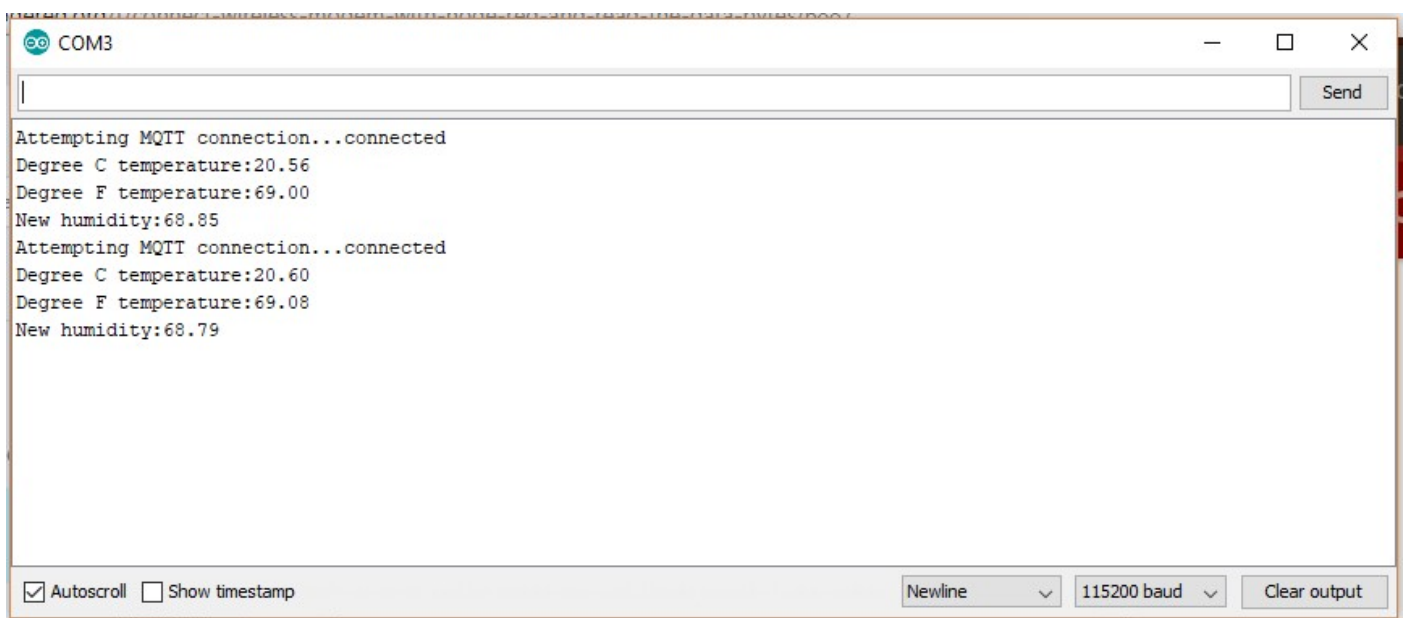 COM3
Send
Attempting MQTT connection...connected
Degree C temperature:20.56
Degree F temperature:69.00
New humidity:68.85
Attempting MQTT connection...connected
Degree C temperature:20.60
Degree F temperature:69.08
New humidity:68.79
Autoscroll Show timestamp Newline 115200 baud Clear output